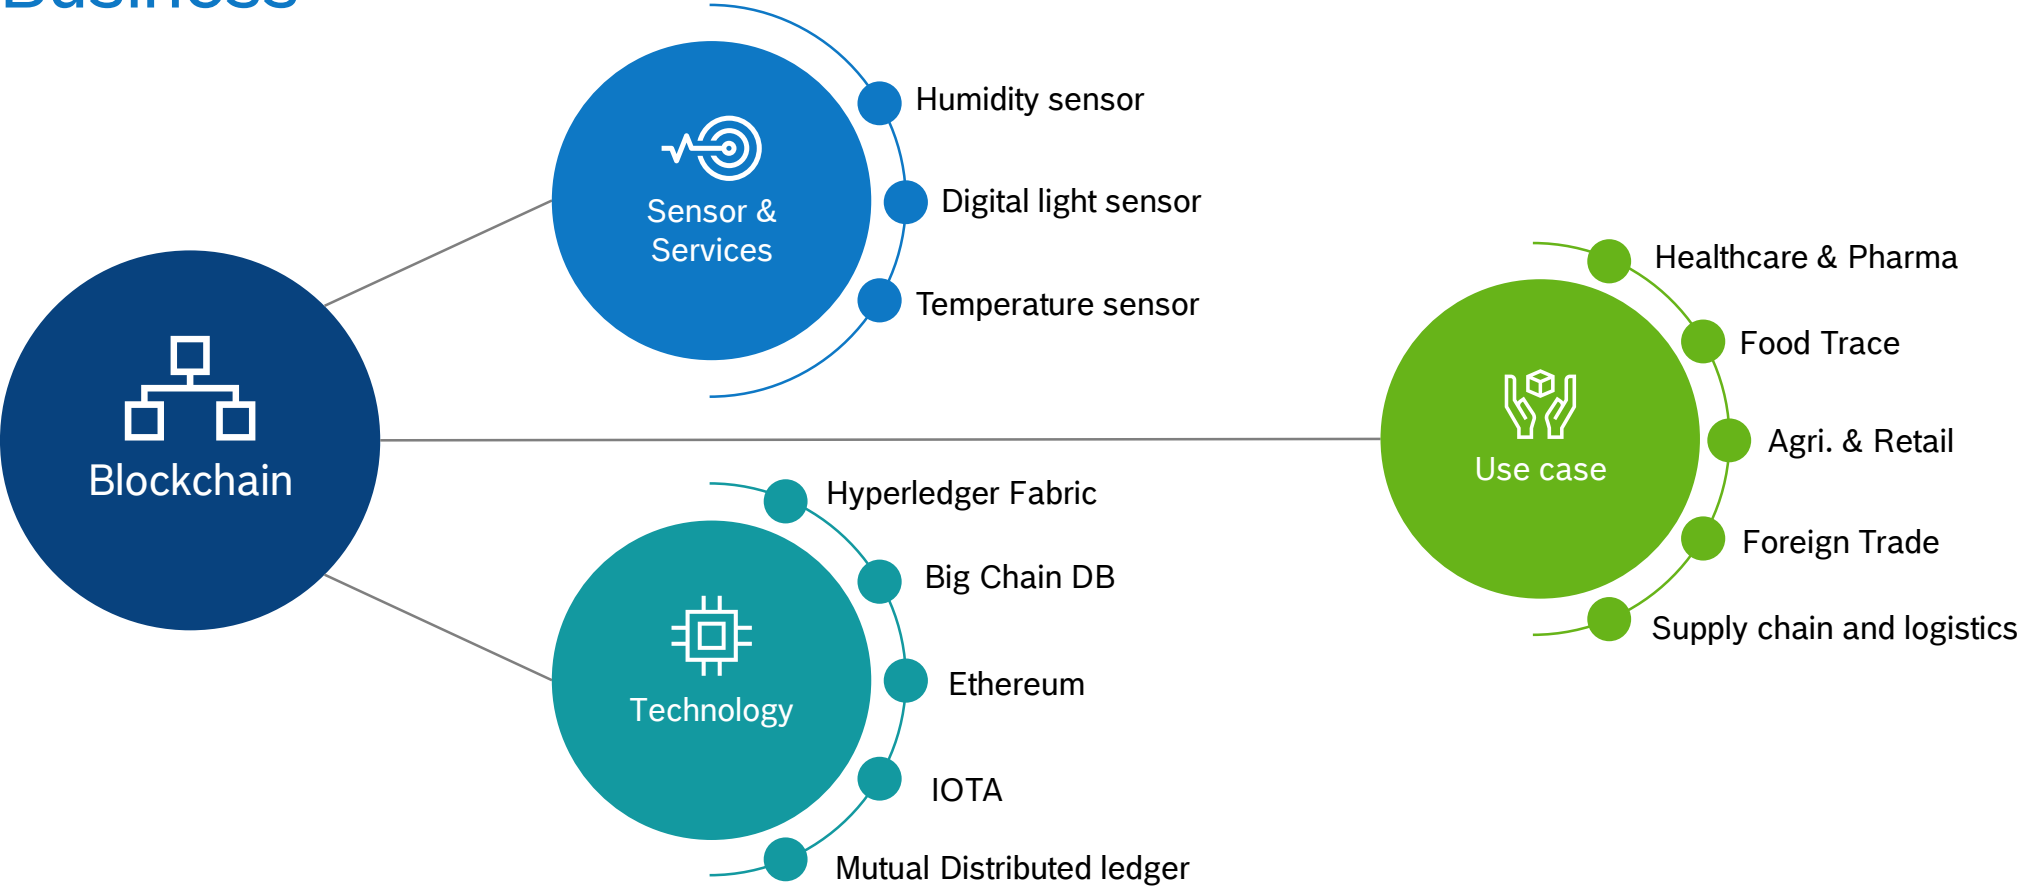 Business
Humidity sensor
Sensor &
Services
Digital light sensor
Temperature sensor
Blockchain
Hyperledger Fabric
Big Chain DB
Technology
Ethereum
IOTA
Mutual Distributed ledger
Healthcare & Pharma
Food Trace
Use case
Agri. & Retail
Foreign Trade
Supply chain and logistics